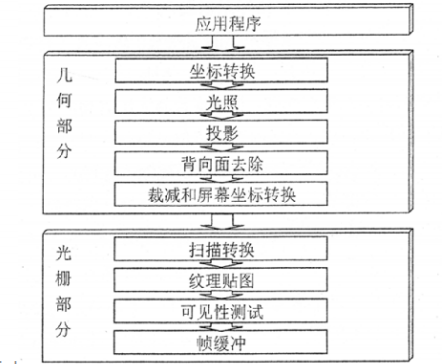 应用程序
几何部分
坐标转换
光照
投影
背向面去除
裁减和屏幕坐标转换
光栅部分
扫描转换
纹理贴图
可见性测试
帧缓冲